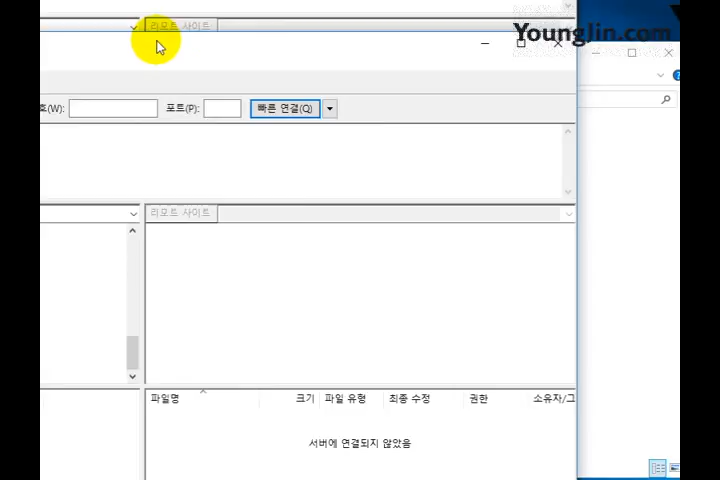 리모트 사이트
YoungJin.com
호(W):
포트(P):
빠른 연결(Q)
리모트 사이트
파일명
크기
파일 유형
최종 수정
권한
소유자/그
서버에 연결되지 않았음